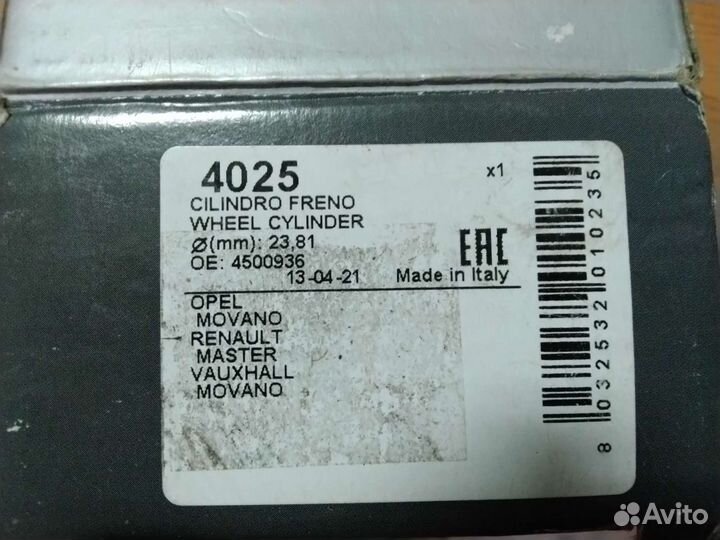 4025
x1
CILINDRO FRENO
WHEEL CYLINDER
Ø(mm): 23,81
OE: 4500936
EAC
13-04-21
Made in Italy
OPEL
MOVANO
RENAULT
MASTER
VAUXHALL
MOVANO
8 032532 010235
Avito